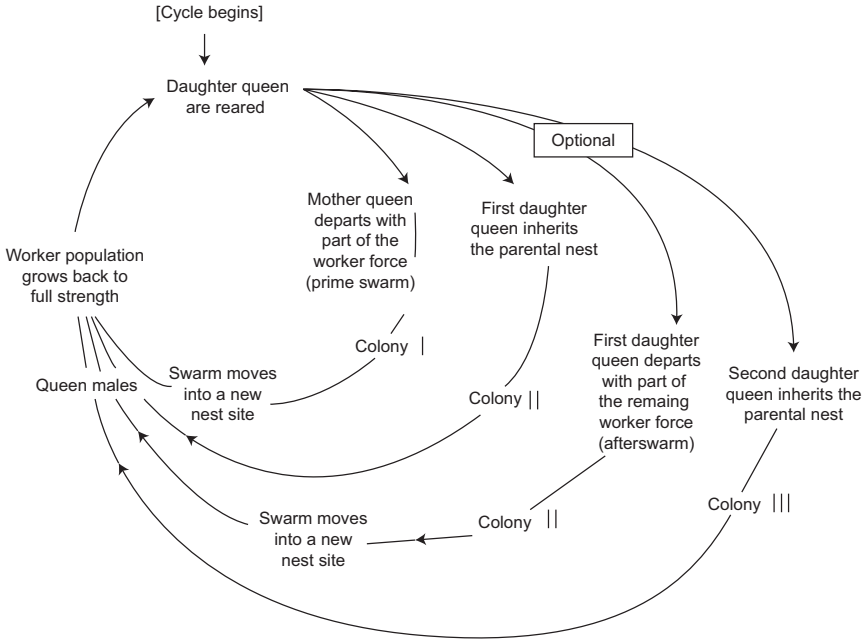 [Cycle begins]
Daughter queen
are reared
Optional
Mother queen
departs with
part of the
worker force
(prime swarm)
First daughter
queen inherits
the parental nest
Worker population
grows back to
full strength
First daughter
queen departs
with part of
the remaing
worker force
(afterswarm)
Second daughter
queen inherits the
parental nest
Colony |
Swarm moves
into a new
nest site
Queen males
Colony ||
Colony |||
Swarm moves
into a new
nest site
Colony ||